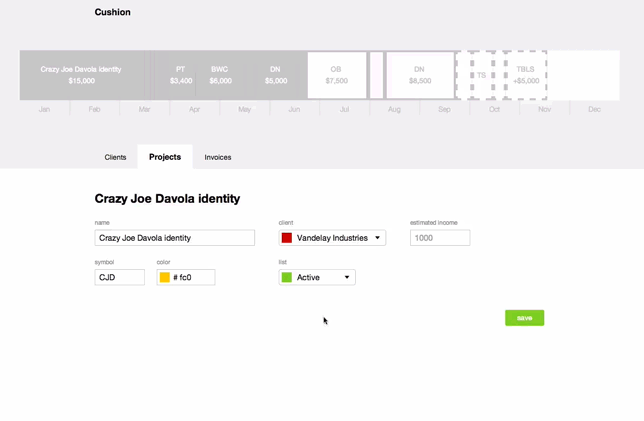 Cushion
Crazy Joe Davola identity PT BWC DN OB DN TS TBLS
$15,000 $3,400 $6,000 $5,000 $7,500 $8,500 +$5,000
Jan Feb Mar Apr May Jun Jul Aug Sep Oct Nov Dec
Clients Projects Invoices
Crazy Joe Davola identity
name client estimated income
Crazy Joe Davola identity Vandelay Industries 1000
symbol color list
CJD # fc0 Active
save